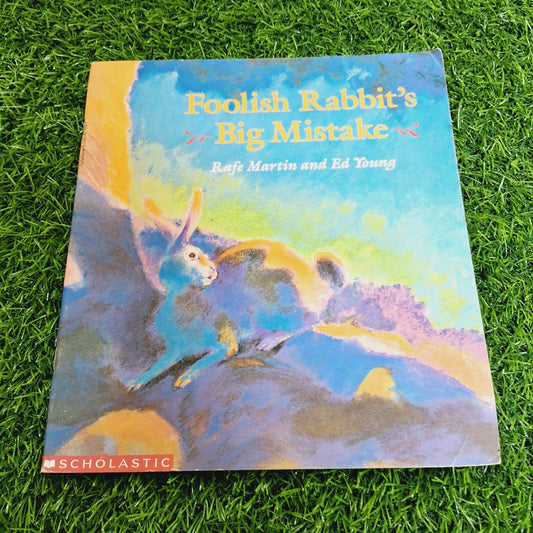 Foolish Rabbit's
Big Mistake
Rafe Martin and Ed Young
SCHOLASTIC